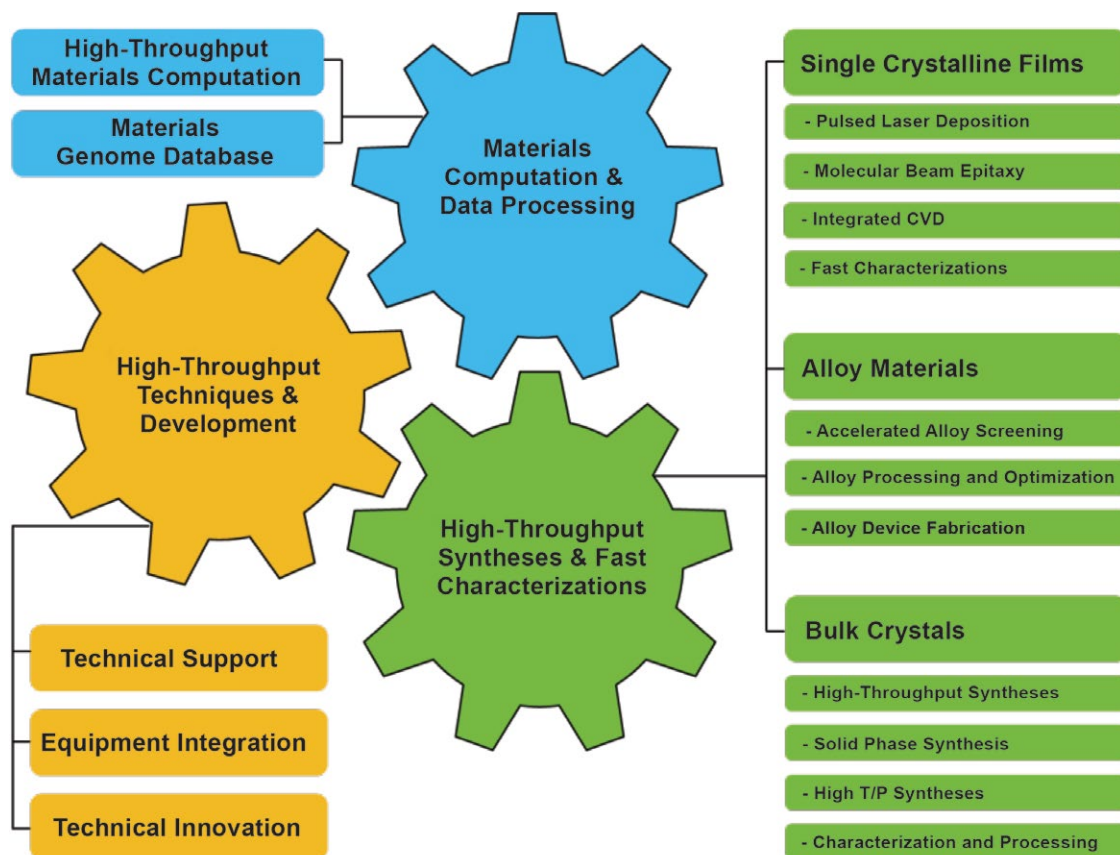 High-Throughput
Materials Computation
Materials
Genome Database
Materials
Computation &
Data Processing
High-Throughput
Techniques &
Development
Technical Support
Equipment Integration
Technical Innovation
High-Throughput
Syntheses & Fast
Characterizations
Single Crystalline Films
- Pulsed Laser Deposition
- Molecular Beam Epitaxy
- Integrated CVD
- Fast Characterizations
Alloy Materials
- Accelerated Alloy Screening
- Alloy Processing and Optimization
- Alloy Device Fabrication
Bulk Crystals
- High-Throughput Syntheses
- Solid Phase Synthesis
- High T/P Syntheses
- Characterization and Processing